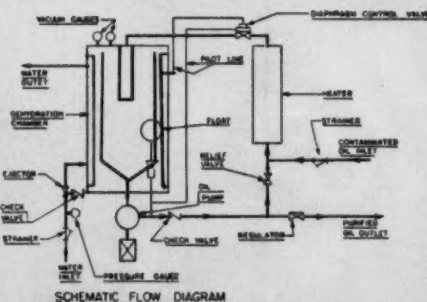 DIAPHRAGM CONTROL VALVE
VACUUM GAUGES
PILOT LINE
WATER
OUTLET
HEATER
DEHYDRATION
CHAMBER
FLOAT
STRAINER
CONTAMINATED
OIL INLET
RELIEF
VALVE
EJECTOR
OIL
PUMP
CHECK
VALVE
STRAINER
CHECK VALVE
REGULATOR
PURIFIED
OIL OUTLET
WATER
INLET
PRESSURE GAUGE
SCHEMATIC FLOW DIAGRAM